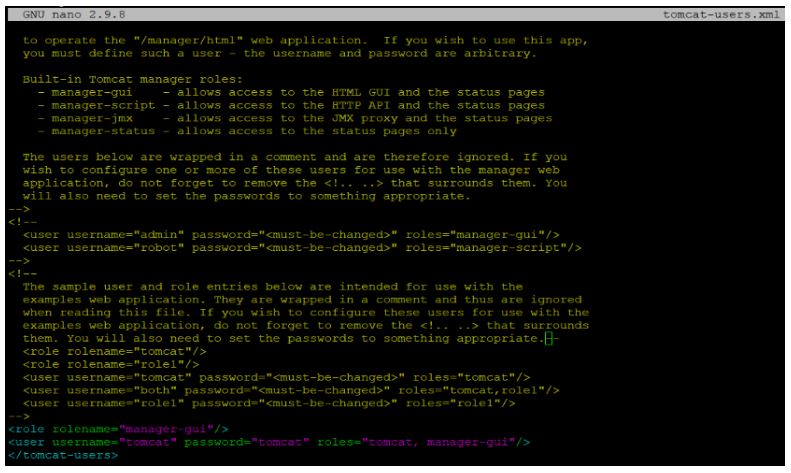 GNU nano 2.9.8 tomcat-users.xml
to operate the "/manager/html" web application.  If you wish to use this app,
you must define such a user - the username and password are arbitrary.
Built-in Tomcat manager roles:
- manager-gui    - allows access to the HTML GUI and the status pages
- manager-script - allows access to the HTTP API and the status pages
- manager-jmx    - allows access to the JMX proxy and the status pages
- manager-status - allows access to the status pages only
The users below are wrapped in a comment and are therefore ignored. If you
wish to configure one or more of these users for use with the manager web
application, do not forget to remove the <!.. ..> that surrounds them. You
will also need to set the passwords to something appropriate.
-->
<!--
<user username="admin" password="<must-be-changed>" roles="manager-gui"/>
<user username="robot" password="<must-be-changed>" roles="manager-script"/>
-->
<!--
The sample user and role entries below are intended for use with the
examples web application. They are wrapped in a comment and thus are ignored
when reading this file. If you wish to configure these users for use with the
examples web application, do not forget to remove the <!.. ..> that surrounds
them. You will also need to set the passwords to something appropriate.--
<role rolename="tomcat"/>
<role rolename="role1"/>
<user username="tomcat" password="<must-be-changed>" roles="tomcat"/>
<user username="both" password="<must-be-changed>" roles="tomcat,role1"/>
<user username="role1" password="<must-be-changed>" roles="role1"/>
-->
<role rolename="manager-gui"/>
<user username="tomcat" password="tomcat" roles="tomcat, manager-gui"/>
</tomcat-users>